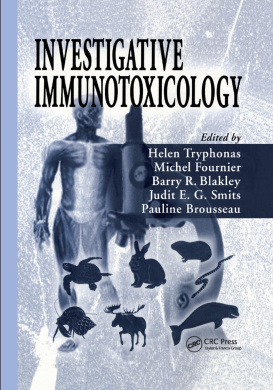 INVESTIGATIVE
IMMUNOTOXICOLOGY
Edited by
Helen Tryphonas
Michel Fournier
Barry R. Blakley
Judit E. G. Smits
Pauline Brousseau
CRC Press
Taylor & Francis Group